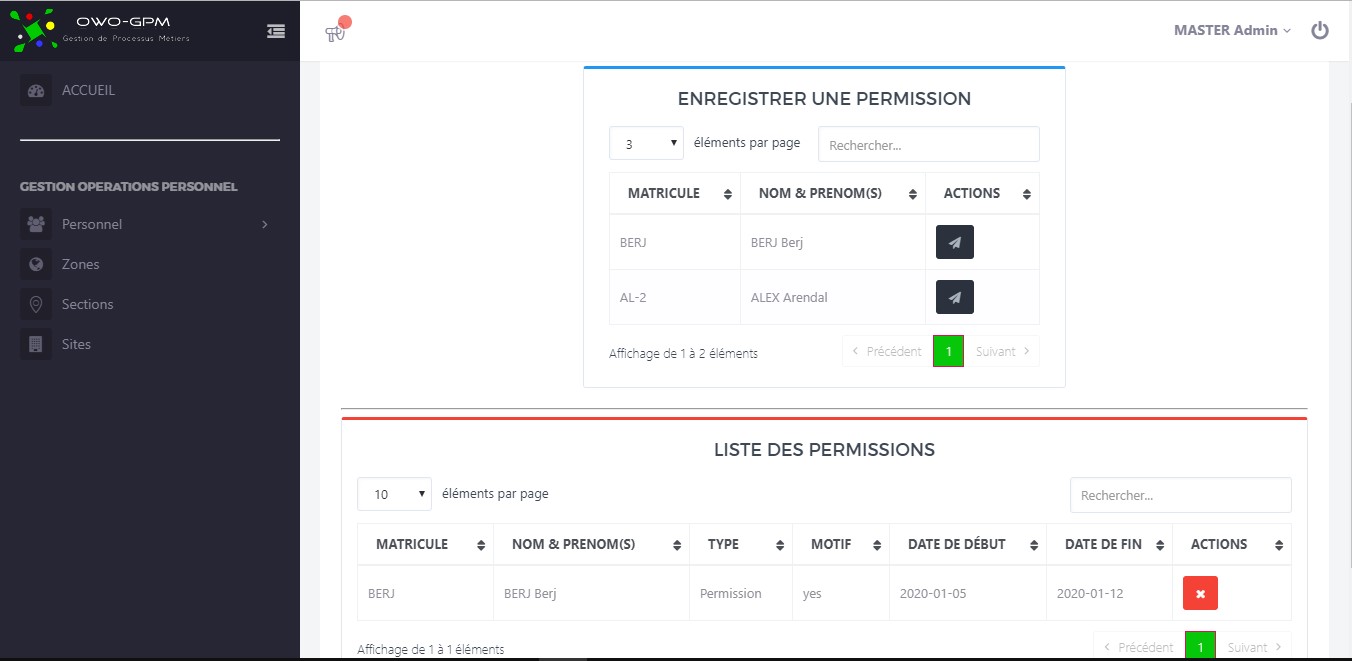 OWO-GPM
Gestion de Processus Métiers
MASTER Admin
ACCUEIL
GESTION OPERATIONS PERSONNEL
Personnel
Zones
Sections
Sites
ENREGISTRER UNE PERMISSION
3 éléments par page Rechercher...
MATRICULE NOM & PRENOM(S) ACTIONS
BERJ BERJ Berj
AL-2 ALEX Arendal
Affichage de 1 à 2 éléments Précédent 1 Suivant
LISTE DES PERMISSIONS
10 éléments par page Rechercher...
MATRICULE NOM & PRENOM(S) TYPE MOTIF DATE DE DÉBUT DATE DE FIN ACTIONS
BERJ BERJ Berj Permission yes 2020-01-05 2020-01-12
Affichage de 1 à 1 éléments Précédent 1 Suivant